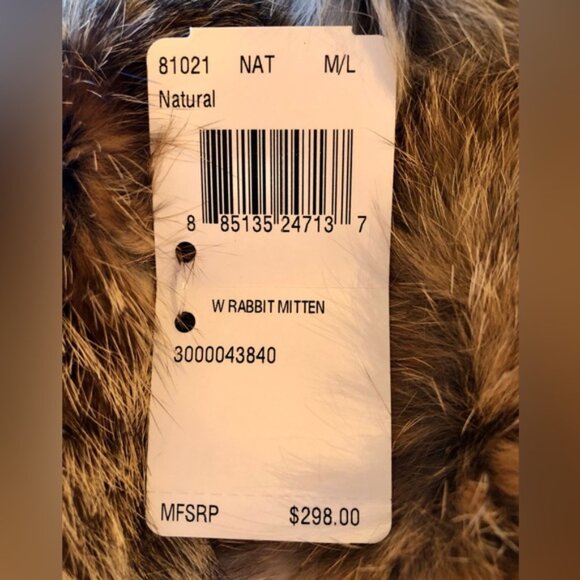 81021 NAT M/L
Natural
8 85135 24713 7
W RABBIT MITTEN
3000043840
MFSRP $298.00